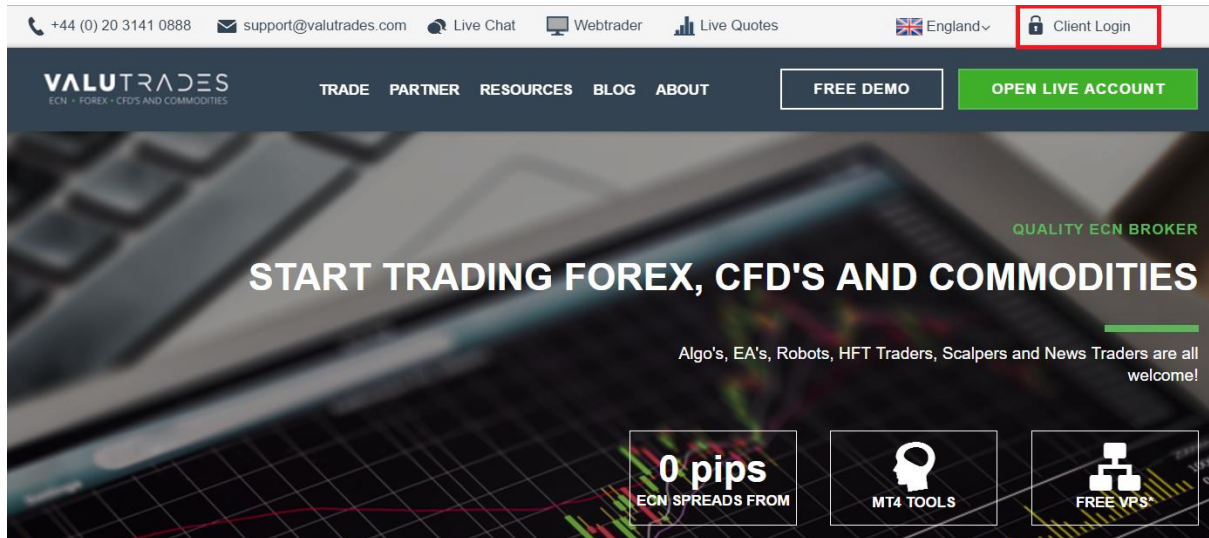 +44 (0) 20 3141 0888 support@valutrades.com Live Chat Webtrader Live Quotes England Client Login
VALUTRADES
ECN • FOREX • CFD'S AND COMMODITIES
TRADE PARTNER RESOURCES BLOG ABOUT FREE DEMO OPEN LIVE ACCOUNT
QUALITY ECN BROKER
START TRADING FOREX, CFD'S AND COMMODITIES
Algo's, EA's, Robots, HFT Traders, Scalpers and News Traders are all
welcome!
0 pips
ECN SPREADS FROM
MT4 TOOLS
FREE VPS*